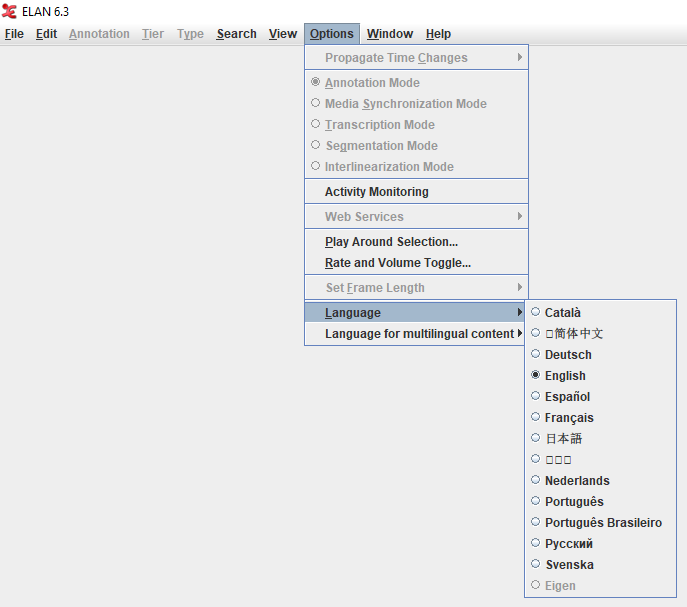 ELAN 6.3
File Edit Annotation Tier Type Search View Options Window Help
Propagate Time Changes
Annotation Mode
Media Synchronization Mode
Transcription Mode
Segmentation Mode
Interlinearization Mode
Activity Monitoring
Web Services
Play Around Selection...
Rate and Volume Toggle...
Set Frame Length
Language
Language for multilingual content
Català
简体中文
Deutsch
English
Español
Français
日本語
Nederlands
Português
Português Brasileiro
Русский
Svenska
Eigen